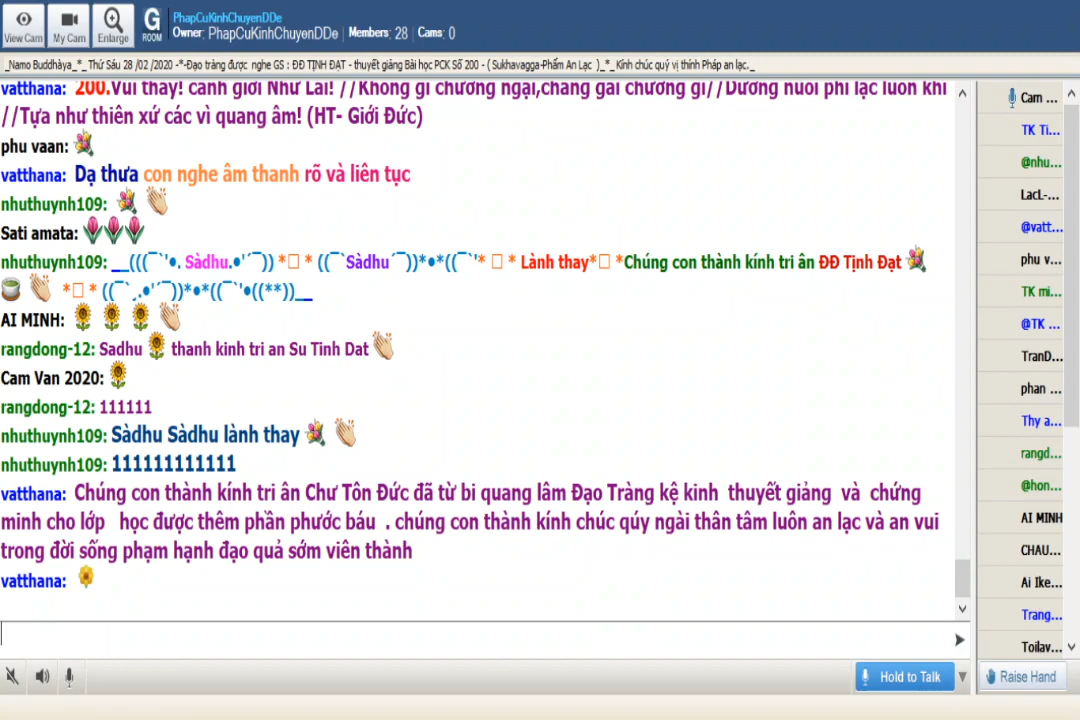 View Cam
My Cam
Enlarge
G
ROOM
PhapCuKinhChuyenDDe
Owner: PhapCuKinhChuyenDDe | Members: 28 | Cams: 0
_Namo Buddhàya_*_ Thứ Sáu 28 /02 /2020 -*-Đạo tràng được nghe GS : ĐĐ TỊNH ĐẠT - thuyết giảng Bài học PCK Số 200 - ( Sukhavagga-Phẩm An Lạc )_*_ Kính chúc quý vị thính Pháp an lạc._
vatthana: 200.Vui thay! cảnh giới Như Lai! //Không gì chướng ngại,chẳng gai chướng gì//Dưỡng nuôi phỉ lạc luôn khi
//Tựa như thiên xứ các vì quang âm! (HT- Giới Đức)
phu vaan:
vatthana: Dạ thưa con nghe âm thanh rõ và liên tục
nhuthuynh109:
Sati amata:
nhuthuynh109: __(((¯`'•. Sàdhu.•'´¯)) *□ * ((¯`Sàdhu´¯))*•*((¯`'* □ * Lành thay*□ *Chúng con thành kính tri ân ĐĐ Tịnh Đạt
*□ * ((¯`¸.•'´¯))*•*((¯`'•((**))__
AI MINH:
rangdong-12: Sadhu thanh kinh tri an Su Tinh Dat
Cam Van 2020:
rangdong-12: 111111
nhuthuynh109: Sàdhu Sàdhu lành thay
nhuthuynh109: 111111111111
vatthana: Chúng con thành kính tri ân Chư Tôn Đức đã từ bi quang lâm Đạo Tràng kệ kinh thuyết giảng và chứng
minh cho lớp học được thêm phần phước báu . chúng con thành kính chúc qúy ngài thân tâm luôn an lạc và an vui
trong đời sống phạm hạnh đạo quả sớm viên thành
vatthana:
Cam ...
TK Ti...
@nhu...
LacL-...
@vatt...
phu v...
TK mi...
@TK ...
TranD...
phan ...
Thy a...
rangd...
@hon...
AI MINH
CHAU...
Ai Ike...
Trang...
Toilav...
Hold to Talk
Raise Hand